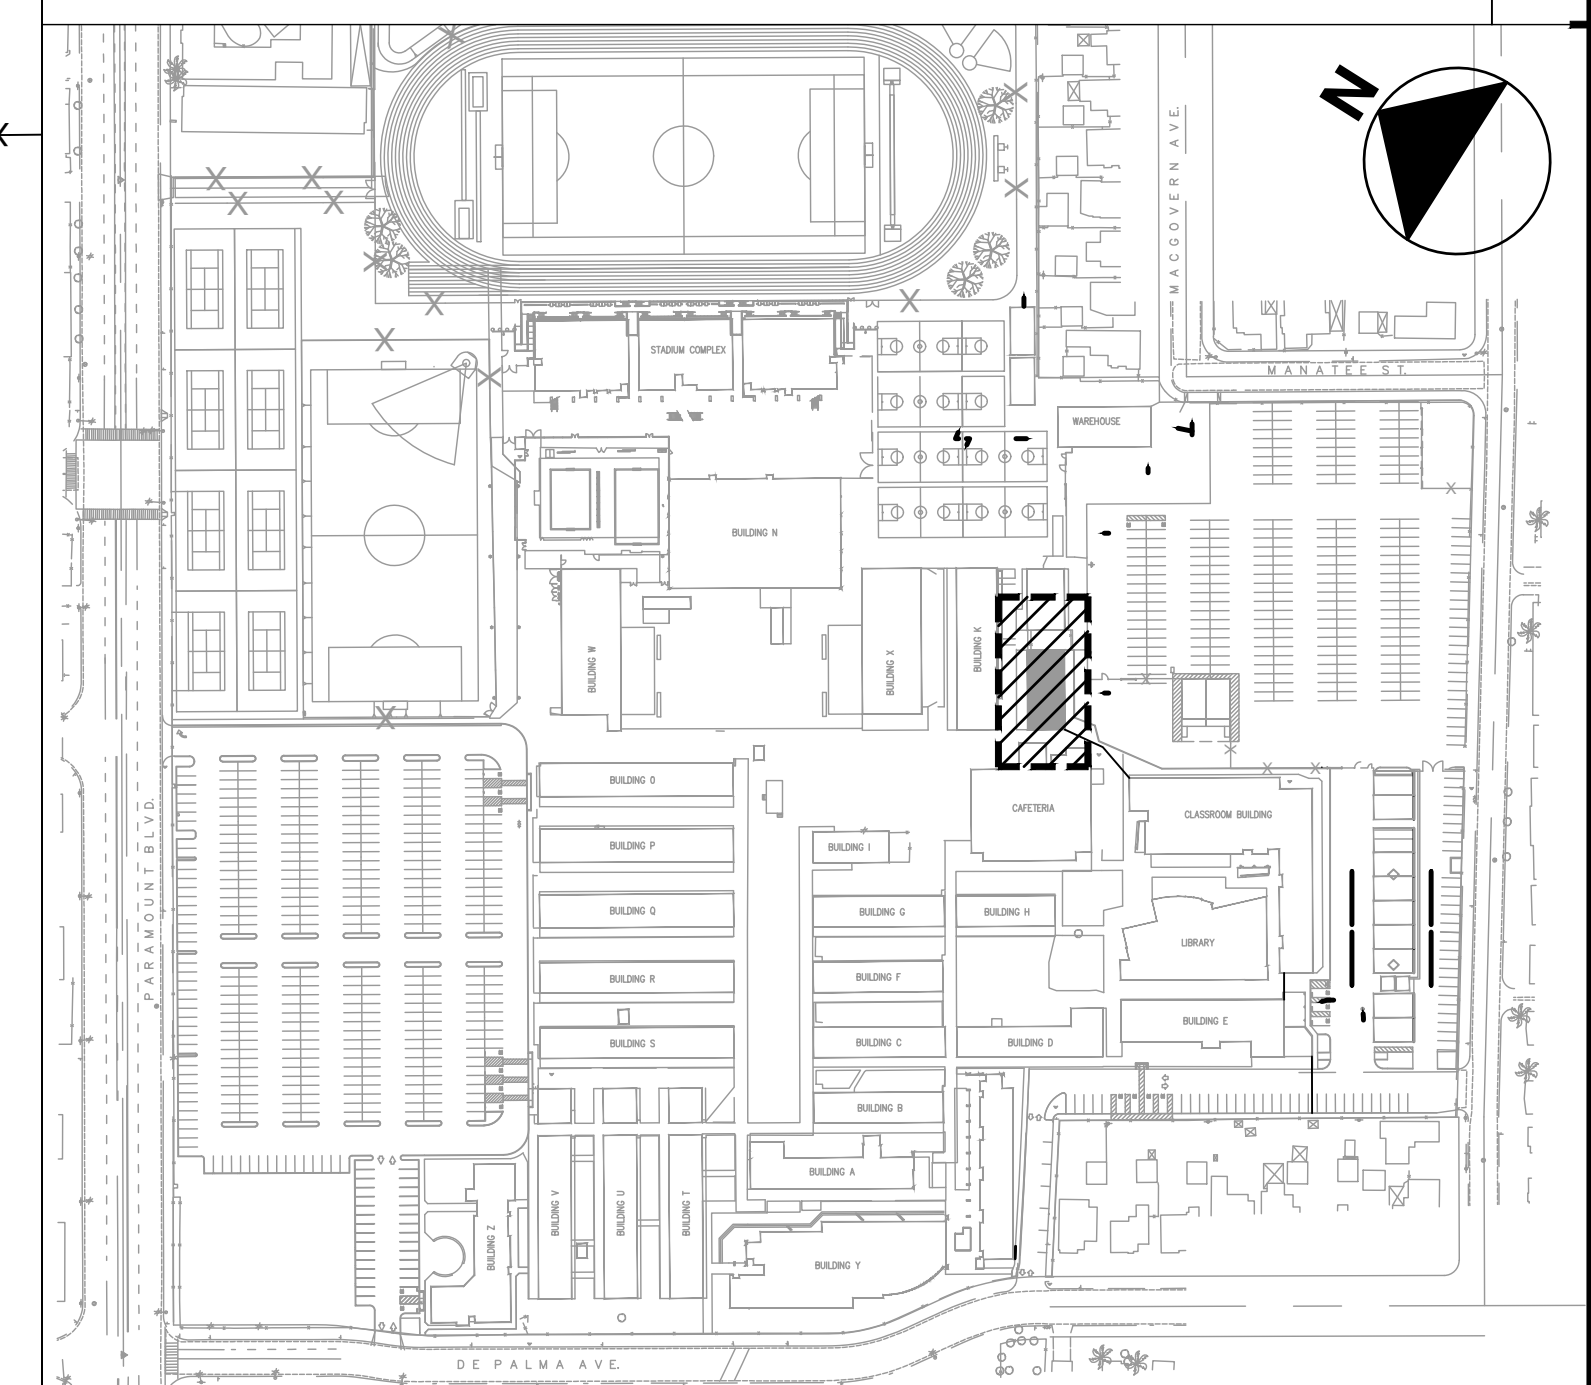 N
MACGOVERN AVE.
STADIUM COMPLEX
MANATEE ST.
WAREHOUSE
BUILDING N
BUILDING W
BUILDING X
BUILDING K
BUILDING O
CAFETERIA
CLASSROOM BUILDING
PARAMOUNT BLVD.
BUILDING P
BUILDING I
BUILDING Q
BUILDING G
BUILDING H
LIBRARY
BUILDING R
BUILDING F
BUILDING E
BUILDING S
BUILDING C
BUILDING D
BUILDING B
BUILDING A
BUILDING Z
BUILDING V
BUILDING U
BUILDING T
BUILDING Y
DE PALMA AVE.